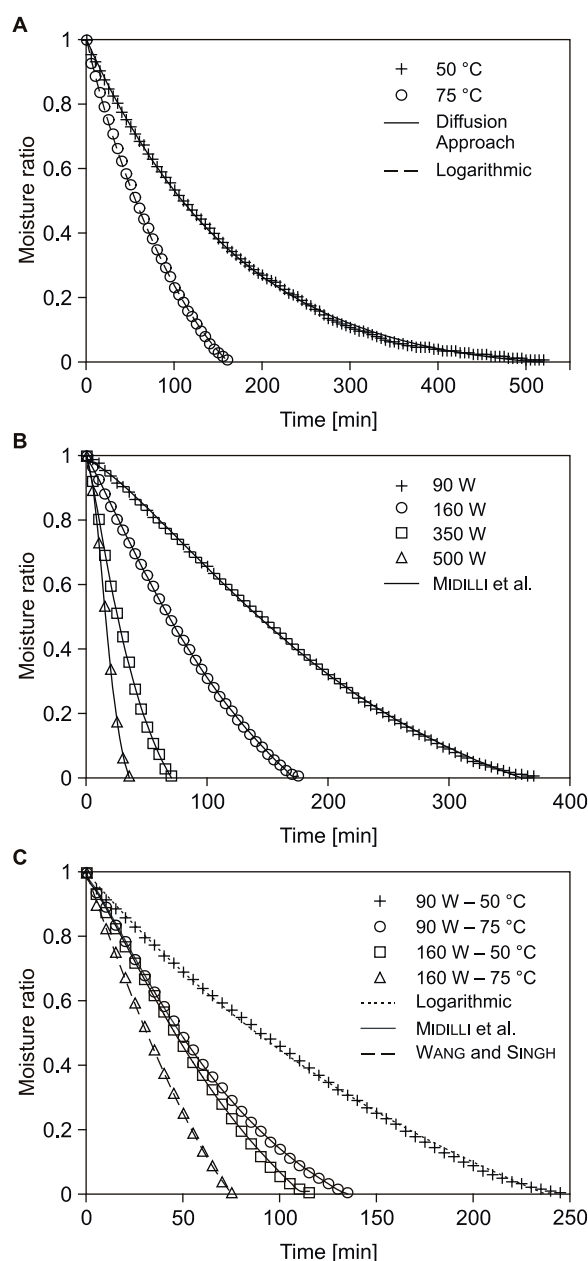 A
1
0.8
0.6
0.4
0.2
0
Moisture ratio
50 °C
75 °C
Diffusion
Approach
Logarithmic
0 100 200 300 400 500
Time [min]
B
1
0.8
0.6
0.4
0.2
0
Moisture ratio
90 W
160 W
350 W
500 W
MIDILLI et al.
0 100 200 300 400
Time [min]
C
1
0.8
0.6
0.4
0.2
0
Moisture ratio
90 W – 50 °C
90 W – 75 °C
160 W – 50 °C
160 W – 75 °C
Logarithmic
MIDILLI et al.
WANG and SINGH
0 50 100 150 200 250
Time [min]